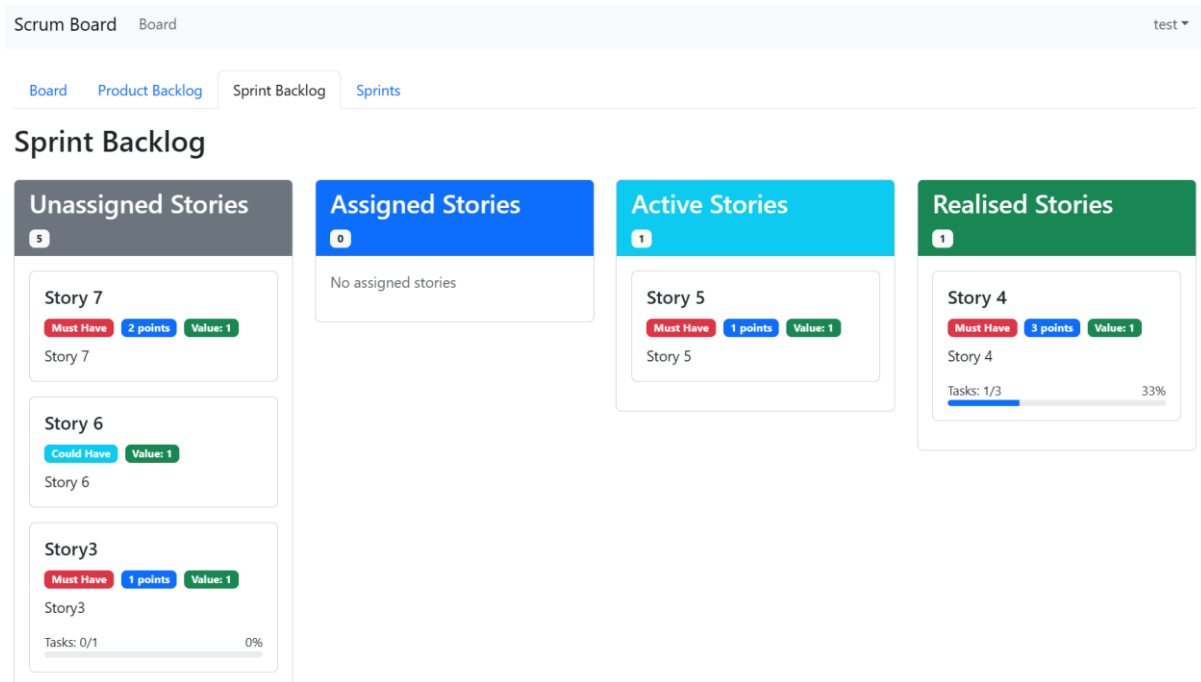 Scrum Board Board test
Board Product Backlog Sprint Backlog Sprints
Sprint Backlog
Unassigned Stories
5
Story 7
Must Have 2 points Value: 1
Story 7
Story 6
Could Have Value: 1
Story 6
Story3
Must Have 1 points Value: 1
Story3
Tasks: 0/1 0%
Assigned Stories
0
No assigned stories
Active Stories
1
Story 5
Must Have 1 points Value: 1
Story 5
Realised Stories
1
Story 4
Must Have 3 points Value: 1
Story 4
Tasks: 1/3 33%